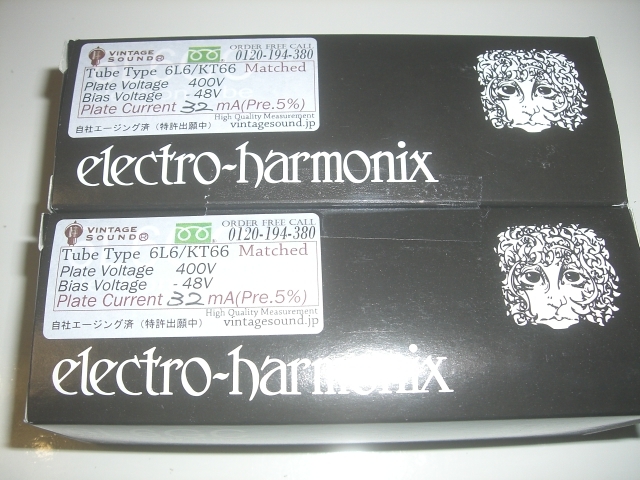 VINTAGE SOUND®
ORDER FREE CALL
0120-194-380
Tube Type 6L6/KT66 Matched
Plate Voltage 400V
Bias Voltage - 48V
Plate Current 32 mA(Pre.5%)
High Quality Measurement
自社エージング済（特許出願中） vintagesound.jp
electro-harmonix
VINTAGE SOUND®
ORDER FREE CALL
0120-194-380
Tube Type 6L6/KT66 Matched
Plate Voltage 400V
Bias Voltage - 48V
Plate Current 32 mA(Pre.5%)
High Quality Measurement
自社エージング済（特許出願中） vintagesound.jp
electro-harmonix